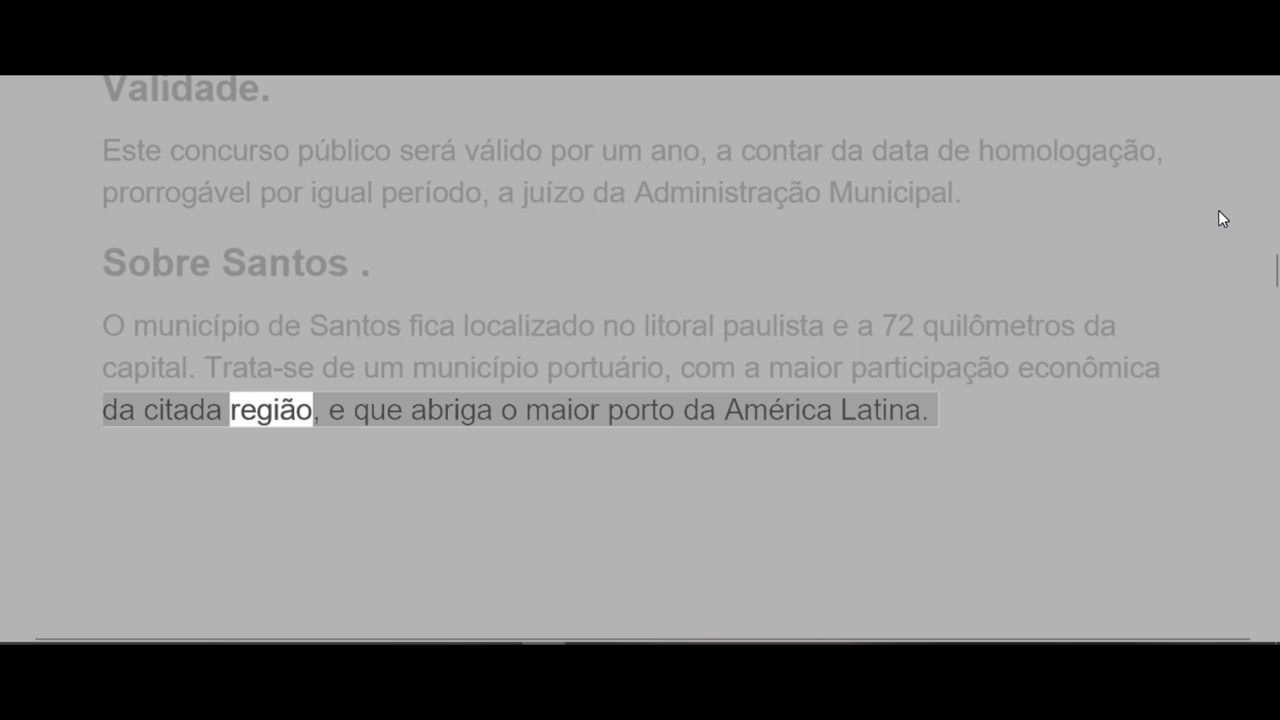 Validade.
Este concurso público será válido por um ano, a contar da data de homologação,
prorrogável por igual período, a juízo da Administração Municipal.
Sobre Santos .
O município de Santos fica localizado no litoral paulista e a 72 quilômetros da
capital. Trata-se de um município portuário, com a maior participação econômica
da citada região, e que abriga o maior porto da América Latina.